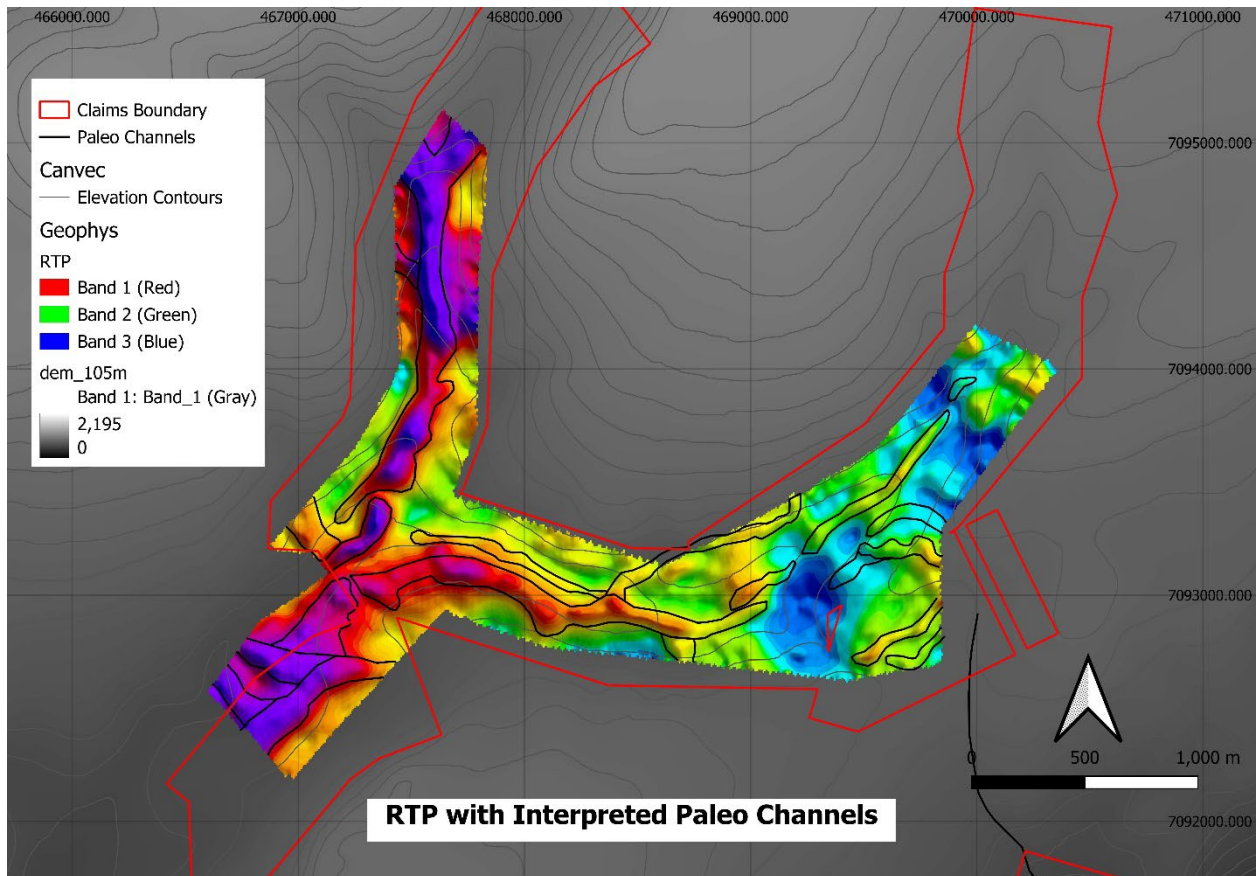 466000.000 467000.000 468000.000 469000.000 470000.000 471000.000
Claims Boundary
Paleo Channels
Canvec
Elevation Contours
Geophys
RTP
Band 1 (Red)
Band 2 (Green)
Band 3 (Blue)
dem_105m
Band 1: Band_1 (Gray)
2,195
0
7095000.000
7094000.000
7093000.000
0 500 1,000 m
RTP with Interpreted Paleo Channels
7092000.000